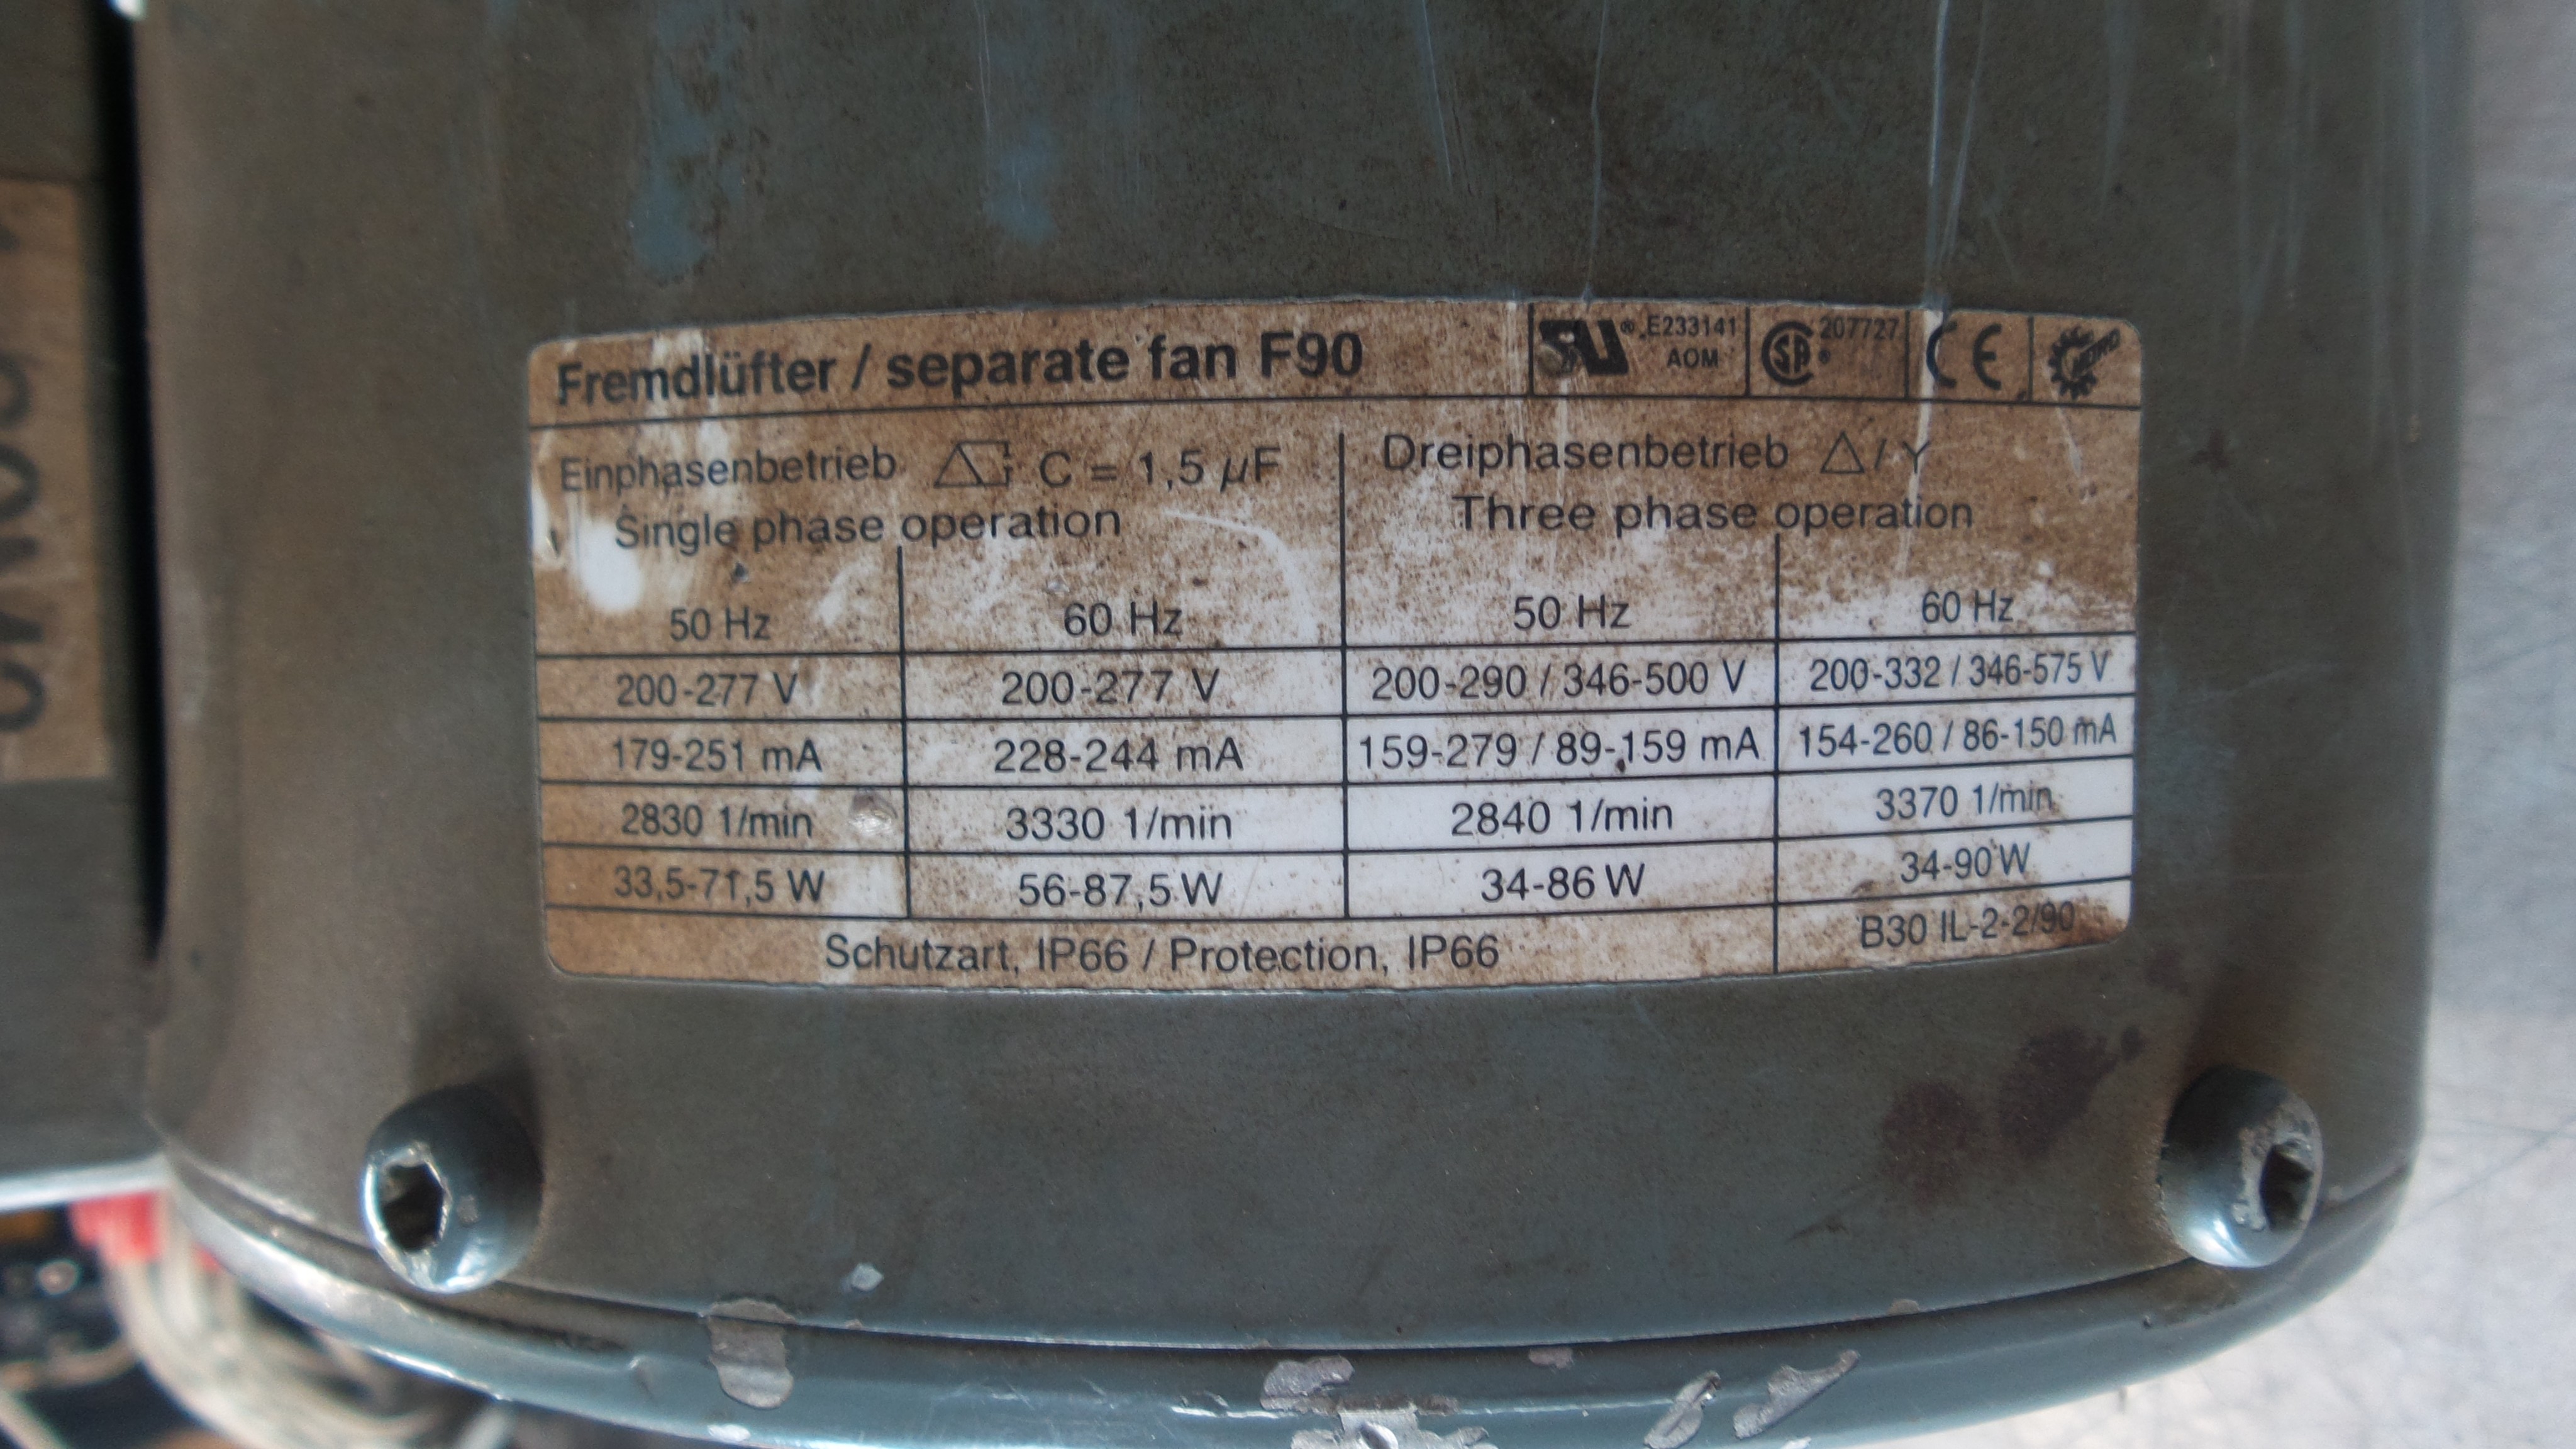 Fremdlüfter / separate fan F90
E233141
AOM
207727
CE
Einphasenbetrieb C = 1,5 µF
Single phase operation
Dreiphasenbetrieb △/Y
Three phase operation
50 Hz 60 Hz 50 Hz 60 Hz
200-277 V 200-277 V 200-290 / 346-500 V 200-332 / 346-575 V
179-251 mA 228-244 mA 159-279 / 89-159 mA 154-260 / 86-150 mA
2830 1/min 3330 1/min 2840 1/min 3370 1/min
33,5-71,5 W 56-87,5 W 34-86 W 34-90 W
Schutzart, IP66 / Protection, IP66 B30 IL-2-2/90